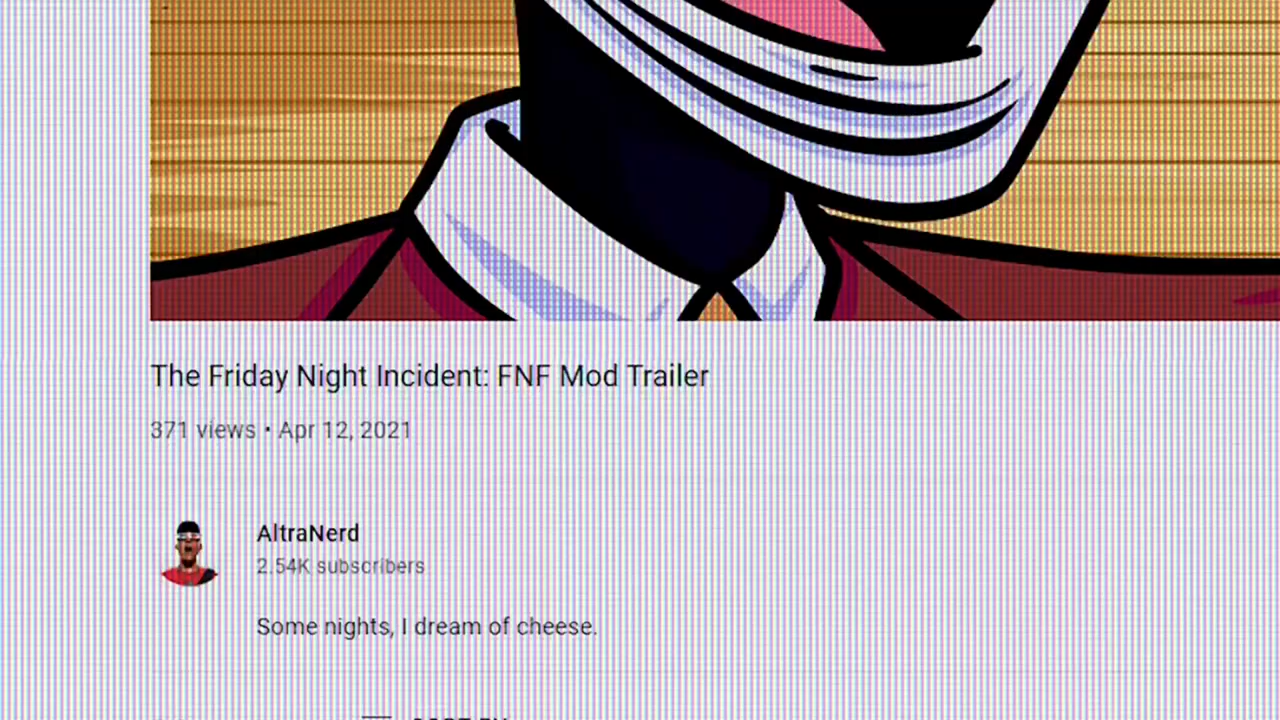 The Friday Night Incident: FNF Mod Trailer
371 views • Apr 12, 2021
AltraNerd
2.54K subscribers
Some nights, I dream of cheese.